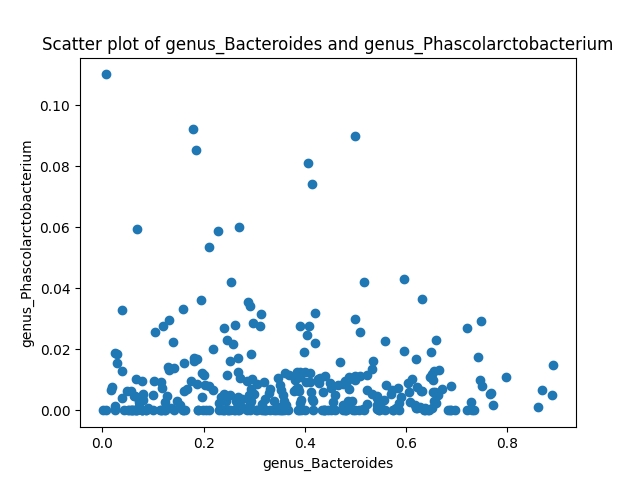 Scatter plot of genus_Bacteroides and genus_Phascolarctobacterium
0.10
0.08
0.06
0.04
0.02
0.00
genus_Phascolarctobacterium
0.0 0.2 0.4 0.6 0.8
genus_Bacteroides